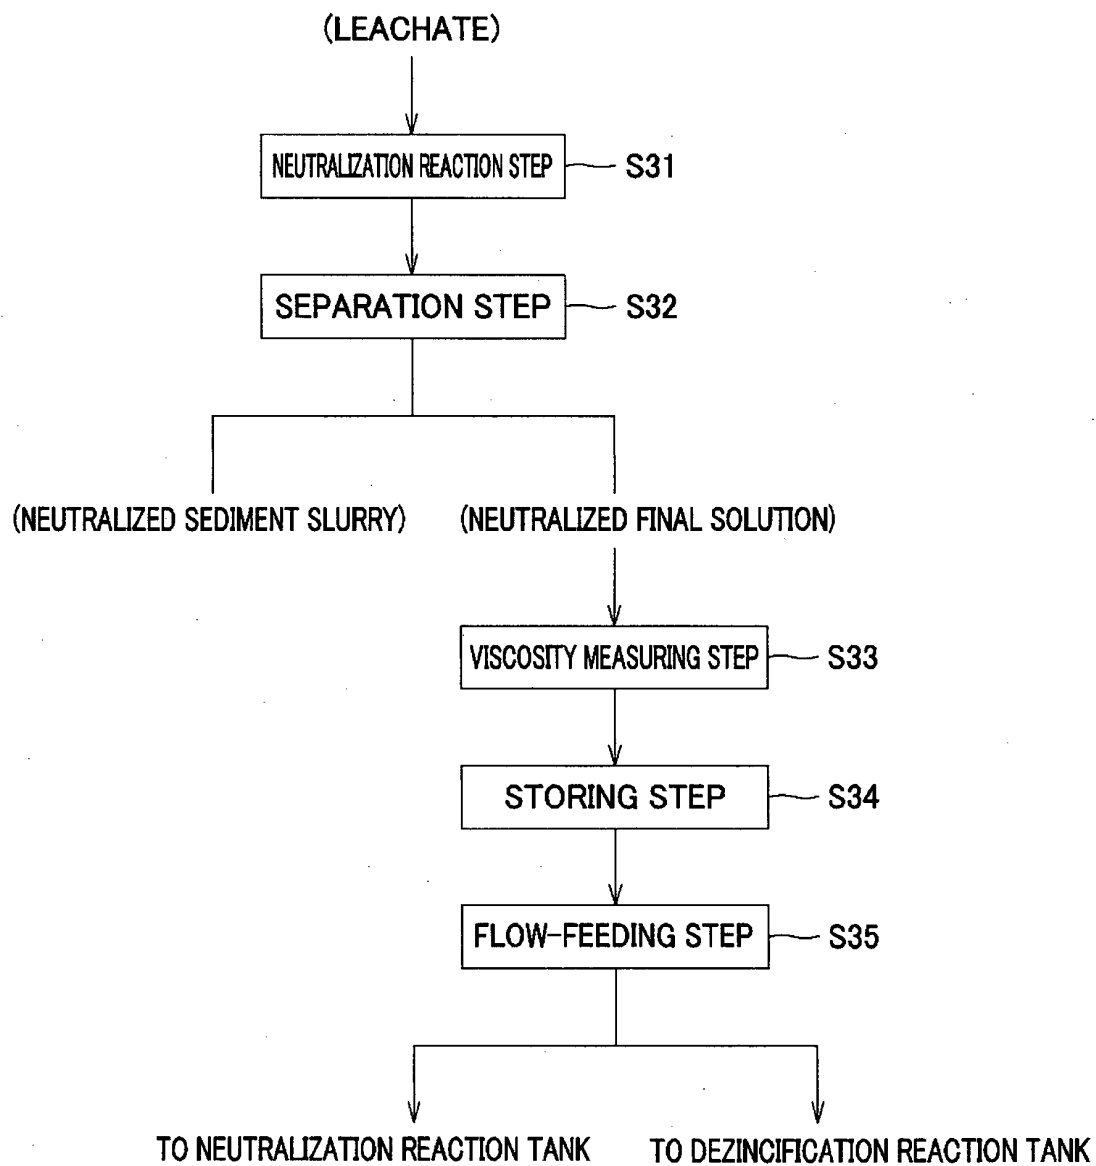 (LEACHATE)
NEUTRALIZATION REACTION STEP
S31
SEPARATION STEP
S32
(NEUTRALIZED SEDIMENT SLURRY)
(NEUTRALIZED FINAL SOLUTION)
VISCOSITY MEASURING STEP
S33
STORING STEP
S34
FLOW-FEEDING STEP
S35
TO NEUTRALIZATION REACTION TANK
TO DEZINCIFICATION REACTION TANK